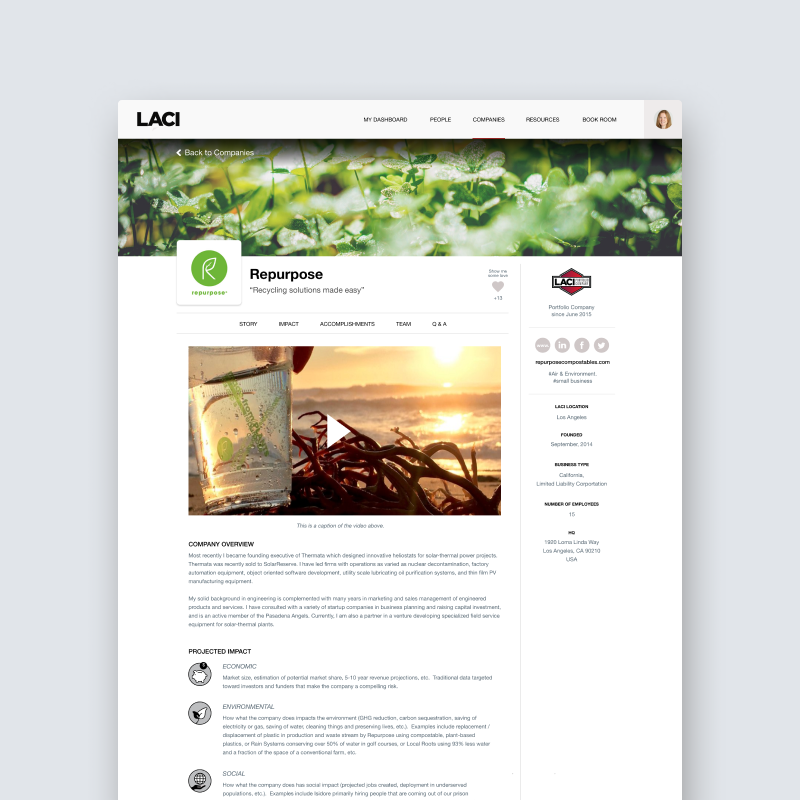 LACI
MY DASHBOARD
PEOPLE
COMPANIES
RESOURCES
BOOK ROOM
Back to Companies
repurpose
Repurpose
"Recycling solutions made easy"
Show me
some love
+13
STORY
IMPACT
ACCOMPLISHMENTS
TEAM
Q & A
This is a caption of the video above.
COMPANY OVERVIEW
Most recently I became founding executive of Thermata which designed innovative heliostats for solar-thermal power projects.
Thermata was recently sold to SolarReserve. I have led firms with operations as varied as nuclear decontamination, factory
automation equipment, object oriented software development, utility scale lubricating oil purification systems, and thin film PV
manufacturing equipment.
My solid background in engineering is complemented with many years in marketing and sales management of engineered
products and services. I have consulted with a variety of startup companies in business planning and raising capital investment,
and is an active member of the Pasadena Angels. Currently, I am also a partner in a venture developing specialized field service
equipment for solar-thermal plants.
PROJECTED IMPACT
ECONOMIC
Market size, estimation of potential market share, 5-10 year revenue projections, etc. Traditional data targeted
toward investors and funders that make the company a compelling risk.
ENVIRONMENTAL
How what the company does impacts the environment (GHG reduction, carbon sequestration, saving of
electricity or gas, saving of water, cleaning things and preserving lives, etc.). Examples include replacement /
displacement of plastic in production and waste stream by Repurpose using compostable, plant-based
plastics, or Rain Systems conserving over 50% of water in golf courses, or Local Roots using 93% less water
and a fraction of the space of a conventional farm, etc.
SOCIAL
How what the company does has social impact (projected jobs created, deployment in underserved
populations, etc.). Examples include Isidore primarily hiring people that are coming out of our prison
LACI
Portfolio Company
since June 2015
www
in
f
repurposecompostables.com
#Air & Environment,
#small business
LACI LOCATION
Los Angeles
FOUNDED
September, 2014
BUSINESS TYPE
California,
Limited Liability Corportation
NUMBER OF EMPLOYEES
15
HQ
1920 Loma Linda Way
Los Angeles, CA 90210
USA